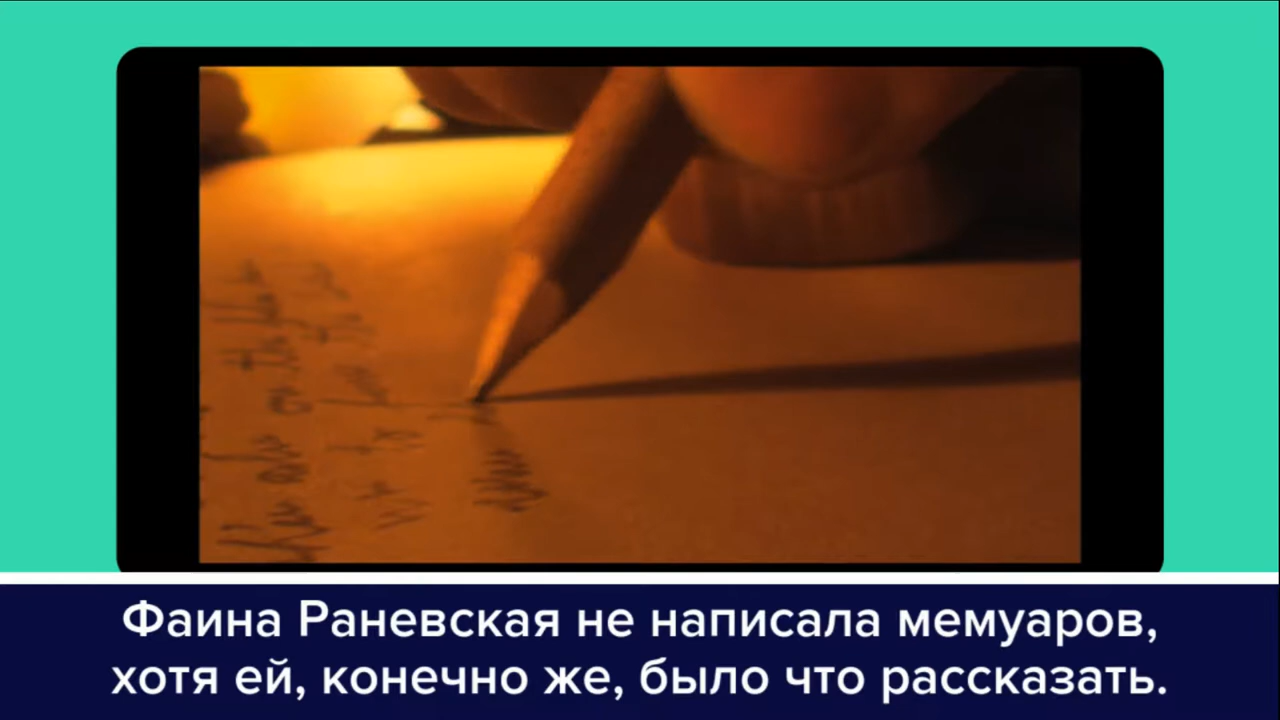 Фаина Раневская не написала мемуаров,
хотя ей, конечно же, было что рассказать.